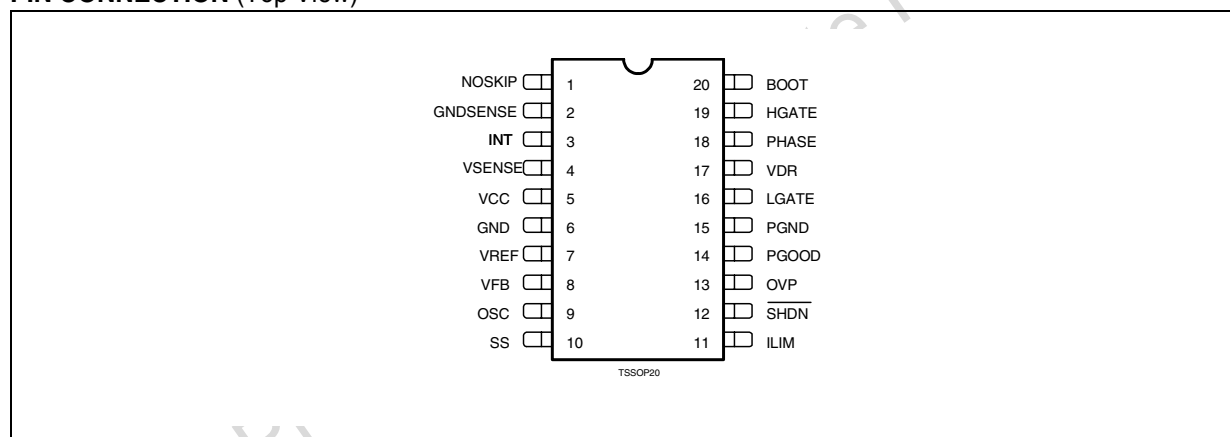 PIN CONNECTION (Top View)
NOSKIP 1 20 BOOT
GNDSENSE 2 19 HGATE
INT 3 18 PHASE
VSENSE 4 17 VDR
VCC 5 16 LGATE
GND 6 15 PGND
VREF 7 14 PGOOD
VFB 8 13 OVP
OSC 9 12 SHDN
SS 10 11 ILIM
TSSOP20